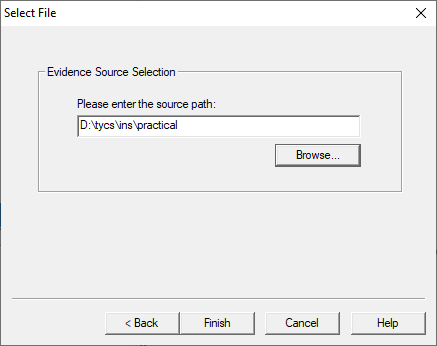 Select File
Evidence Source Selection
Please enter the source path:
D:\tycs\ins\practical
Browse...
< Back
Finish
Cancel
Help